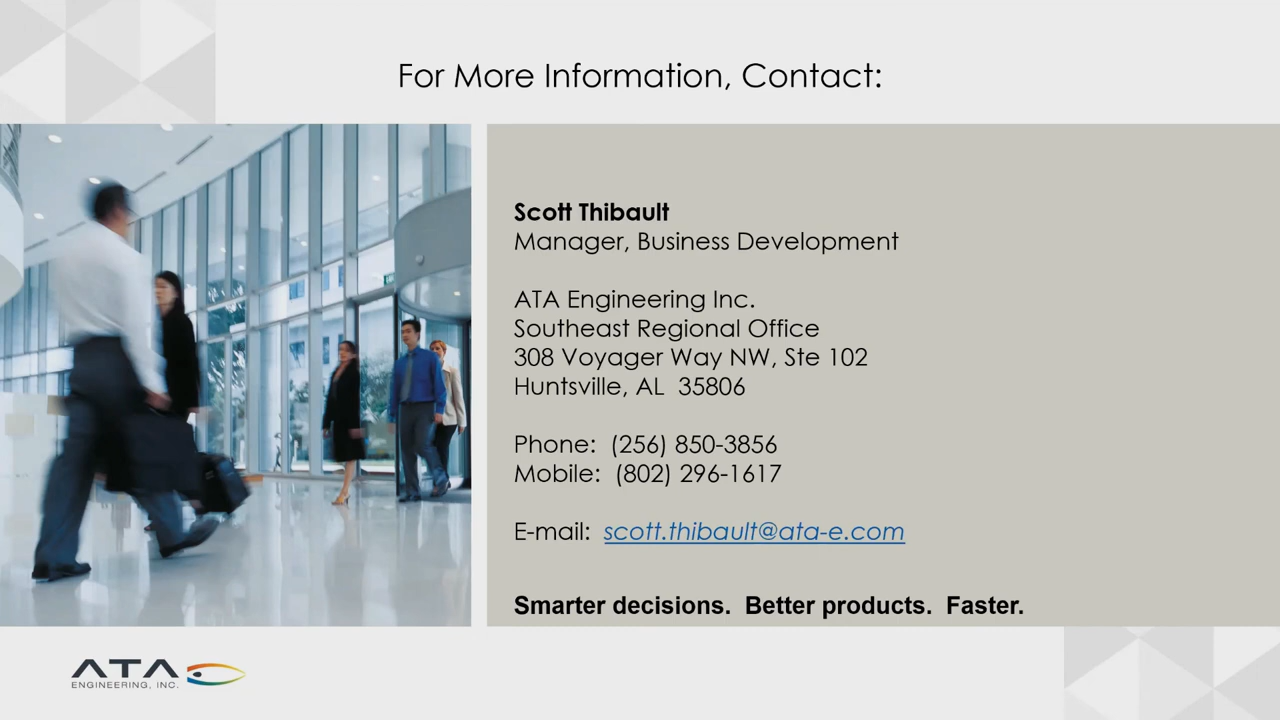 For More Information, Contact:
Scott Thibault
Manager, Business Development
ATA Engineering Inc.
Southeast Regional Office
308 Voyager Way NW, Ste 102
Huntsville, AL  35806
Phone:  (256) 850-3856
Mobile:  (802) 296-1617
E-mail:  scott.thibault@ata-e.com
Smarter decisions.  Better products.  Faster.
ATA
ENGINEERING, INC.